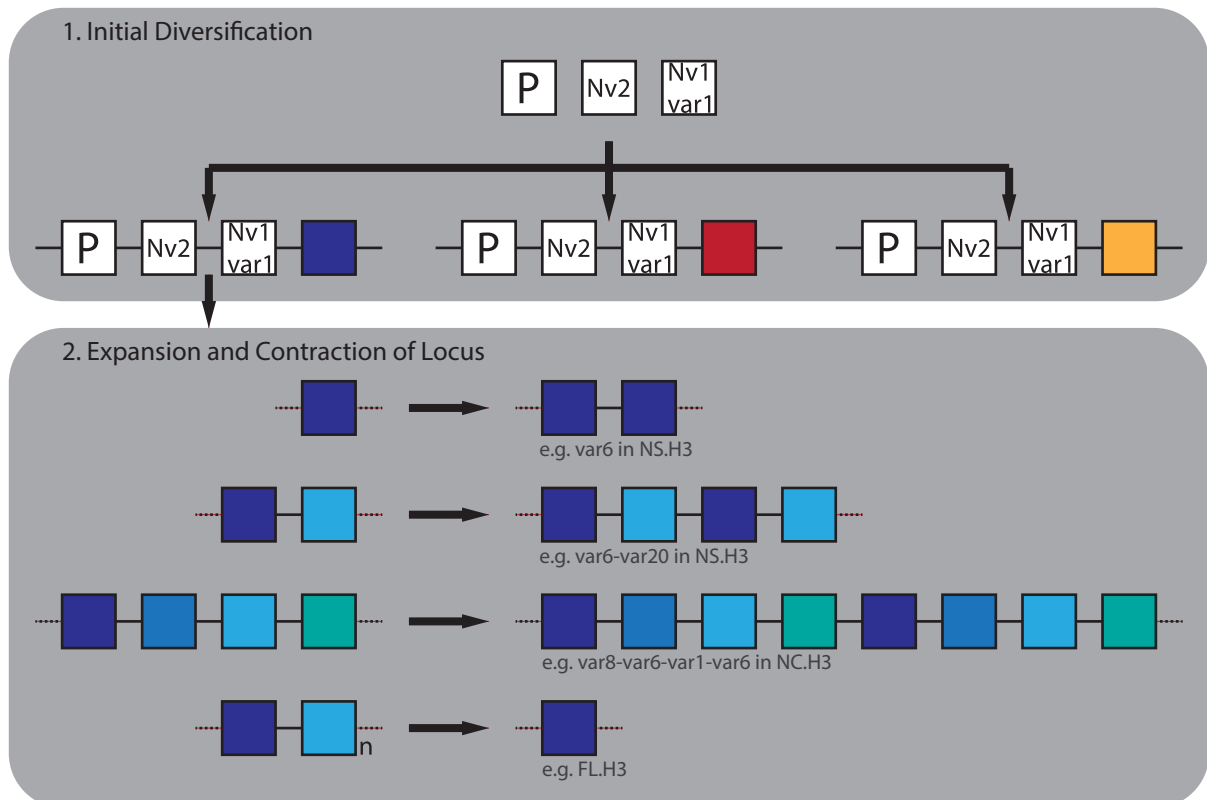 1. Initial Diversification
P
Nv2
Nv1
var1
P
Nv2
Nv1
var1
P
Nv2
Nv1
var1
P
Nv2
Nv1
var1
2. Expansion and Contraction of Locus
e.g. var6 in NS.H3
e.g. var6-var20 in NS.H3
e.g. var8-var6-var1-var6 in NC.H3
n
e.g. FL.H3